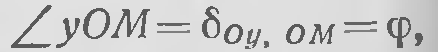 ∠yOM = δ_{Oy, OM} = φ,